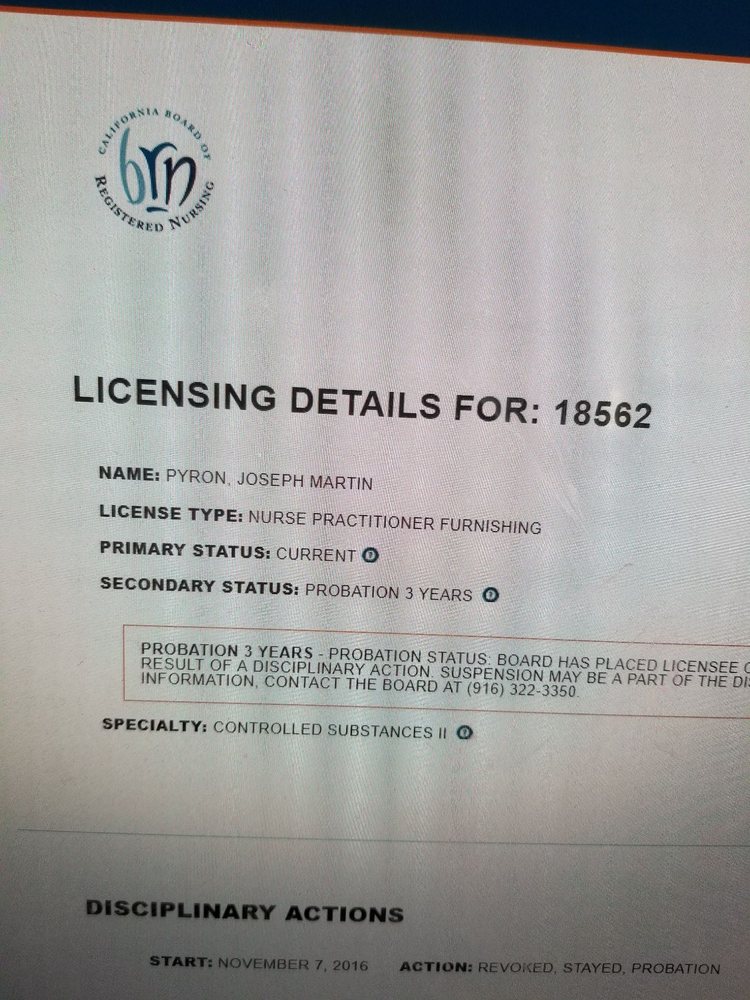 CALIFORNIA BOARD OF
brn
REGISTERED NURSING
LICENSING DETAILS FOR: 18562
NAME: PYRON, JOSEPH MARTIN
LICENSE TYPE: NURSE PRACTITIONER FURNISHING
PRIMARY STATUS: CURRENT ?
SECONDARY STATUS: PROBATION 3 YEARS ?
PROBATION 3 YEARS - PROBATION STATUS: BOARD HAS PLACED LICENSEE
RESULT OF A DISCIPLINARY ACTION. SUSPENSION MAY BE A PART OF THE
INFORMATION, CONTACT THE BOARD AT (916) 322-3350.
SPECIALTY: CONTROLLED SUBSTANCES II ?
DISCIPLINARY ACTIONS
START: NOVEMBER 7, 2016 ACTION: REVOKED, STAYED, PROBATION